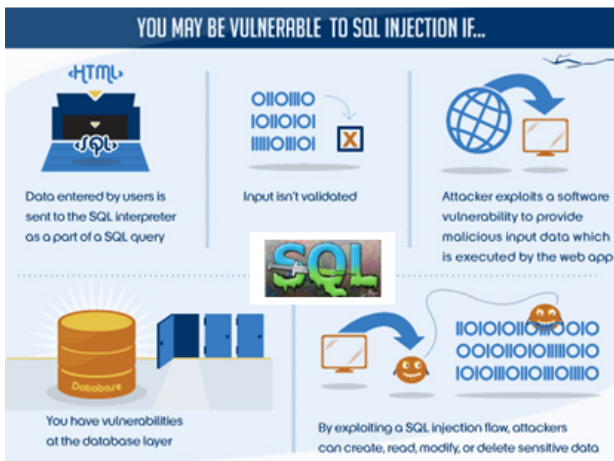 YOU MAY BE VULNERABLE TO SQL INJECTION IF...
<HTML>
<SQL>
Data entered by users is
sent to the SQL interpreter
as a part of a SQL query
OIIOIIIO
IOIIOIOI
IIIIIOIIIOI
X
Input isn't validated
Attacker exploits a software
vulnerability to provide
malicious input data which
is executed by the web app
SQL
Database
You have vulnerabilities
at the database layer
By exploiting a SQL injection flaw, attackers
can create, read, modify, or delete sensitive data